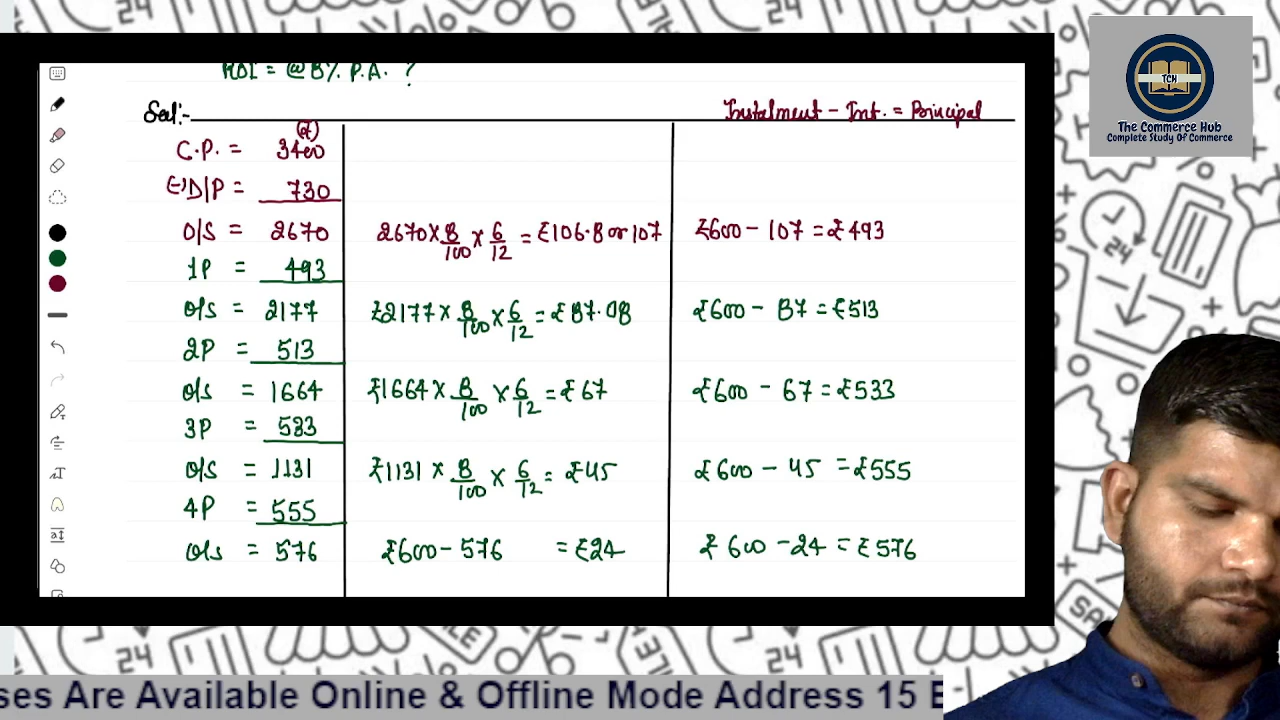 ROI = @ 8% P.A. ?
Sol:-
Instalment - Int. = Principal
(₹)
C.P. = 3400
(-) D/P = 730
O/S = 2670 2670 × 8/100 × 6/12 = ₹106.8 or 107 ₹600 - 107 = ₹493
1P = 493
O/S = 2177 ₹2177 × 8/100 × 6/12 = ₹87.08 ₹600 - 87 = ₹513
2P = 513
O/S = 1664 ₹1664 × 8/100 × 6/12 = ₹67 ₹600 - 67 = ₹533
3P = 533
O/S = 1131 ₹1131 × 8/100 × 6/12 = ₹45 ₹600 - 45 = ₹555
4P = 555
O/S = 576 ₹600 - 576 = ₹24 ₹600 - 24 = ₹576
TCH
The Commerce Hub
Complete Study Of Commerce
ses Are Available Online & Offline Mode Address 15